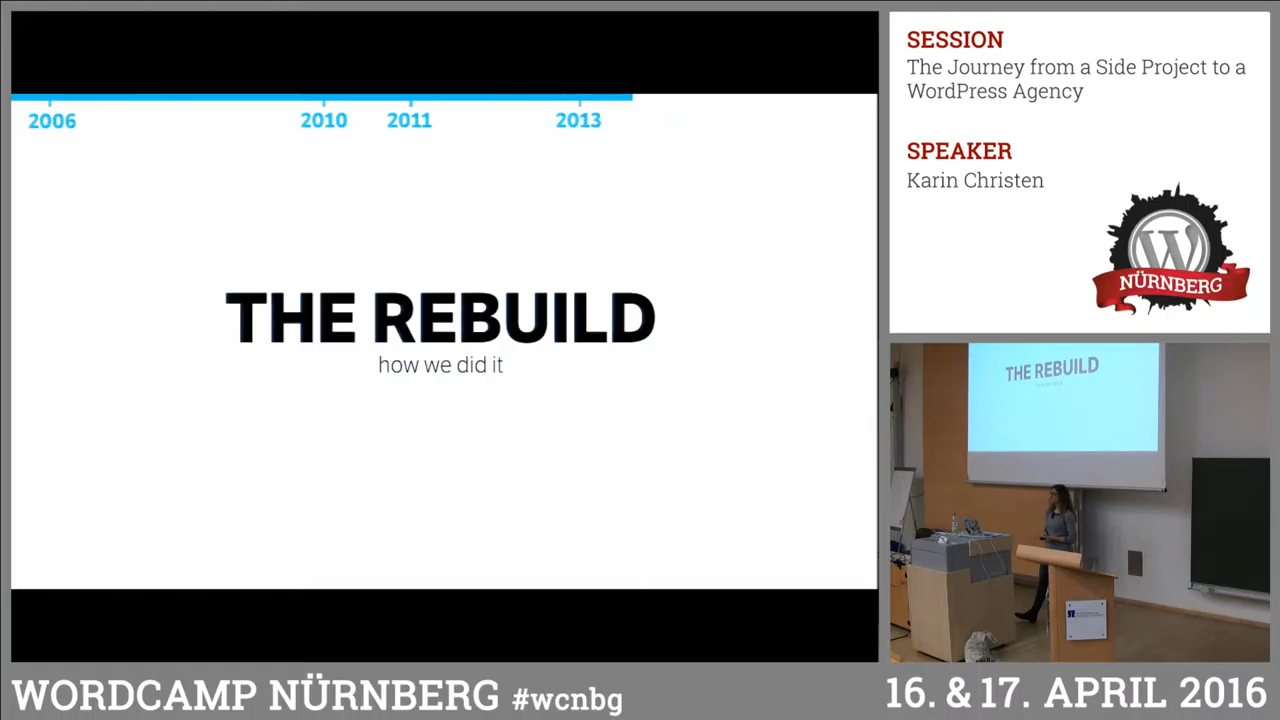 2006 2010 2011 2013
THE REBUILD
how we did it
SESSION
The Journey from a Side Project to a
WordPress Agency
SPEAKER
Karin Christen
W
NÜRNBERG
THE REBUILD
WORDCAMP NÜRNBERG #wcnbg
16. & 17. APRIL 2016